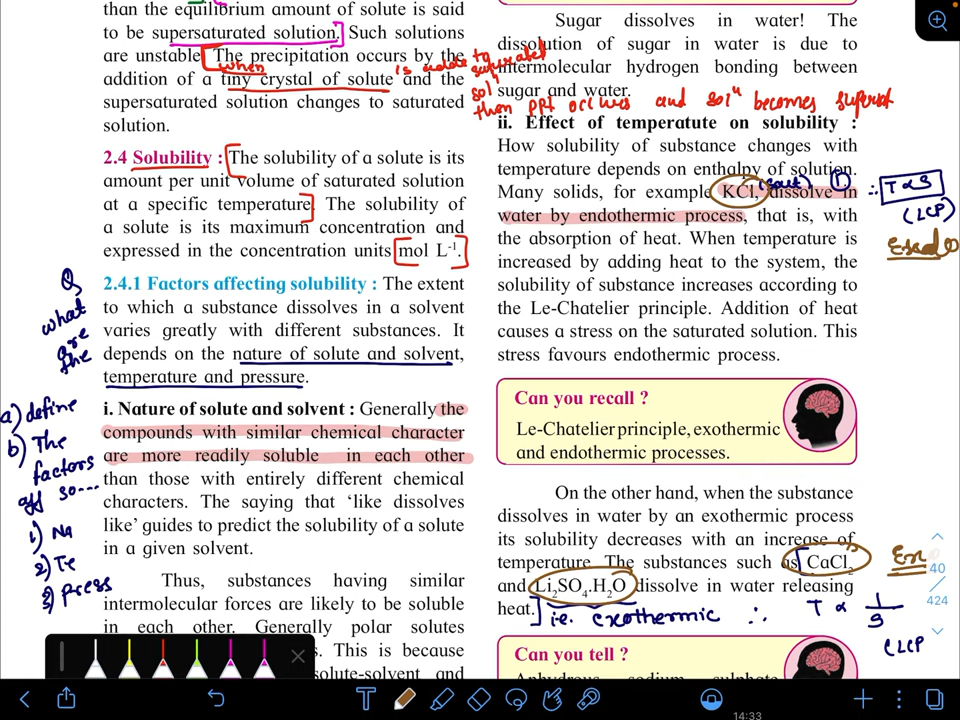 than the equilibrium amount of solute is said
to be supersaturated solution. Such solutions
are unstable. The precipitation occurs by the
when
addition of a tiny crystal of solute and the
is added to
supersaturated
solⁿ
then ppt occures and solⁿ becomes superset
supersaturated solution changes to saturated
solution.
2.4 Solubility : The solubility of a solute is its
amount per unit volume of saturated solution
at a specific temperature. The solubility of
a solute is its maximum concentration and
expressed in the concentration units mol L⁻¹.
2.4.1 Factors affecting solubility : The extent
to which a substance dissolves in a solvent
varies greatly with different substances. It
depends on the nature of solute and solvent,
temperature and pressure.
Q
what
are
the
i. Nature of solute and solvent : Generally the
compounds with similar chemical character
are more readily soluble in each other
than those with entirely different chemical
characters. The saying that ‘like dissolves
like’ guides to predict the solubility of a solute
in a given solvent.
a) define
b) The
factors
aff so....
1) Na
2) Te
3) press
Thus, substances having similar
intermolecular forces are likely to be soluble
in each other. Generally polar solutes
s. This is because
solute-solvent and
Sugar dissolves in water! The
dissolution of sugar in water is due to
intermolecular hydrogen bonding between
sugar and water.
ii. Effect of temperatute on solubility :
How solubility of substance changes with
temperature depends on enthalpy of solution.
Many solids, for example KCl, dissolve in
(salt) ①
∴ T ∝ S
(LCP)
water by endothermic process, that is, with
the absorption of heat. When temperature is
increased by adding heat to the system, the
solubility of substance increases according to
the Le-Chatelier principle. Addition of heat
causes a stress on the saturated solution. This
stress favours endothermic process.
Can you recall ?
Le-Chatelier principle, exothermic
and endothermic processes.
On the other hand, when the substance
dissolves in water by an exothermic process
its solubility decreases with an increase of
temperature. The substances such as CaCl₂
and Li₂SO₄.H₂O dissolve in water releasing
heat.
i.e. exothermic ∴ T ∝ 1/S
(LCP
Can you tell ?
Anhydrous sodium sulphate
40
424
14:33